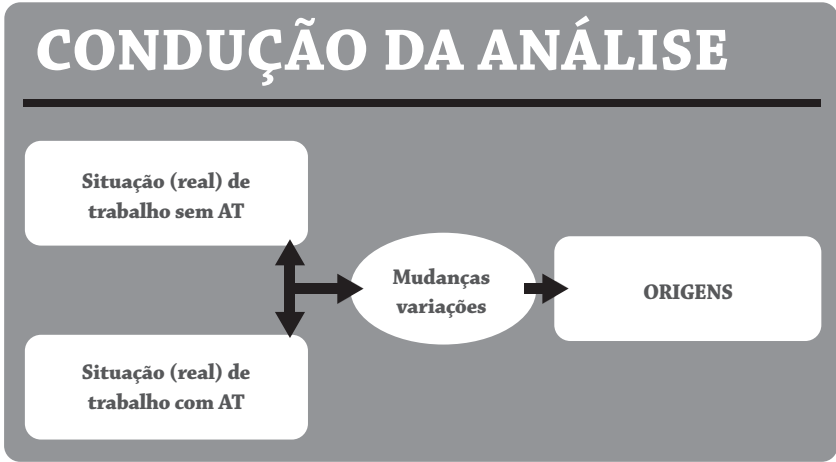 CONDUÇÃO DA ANÁLISE
Situação (real) de
trabalho sem AT
Mudanças
variações
ORIGENS
Situação (real) de
trabalho com AT